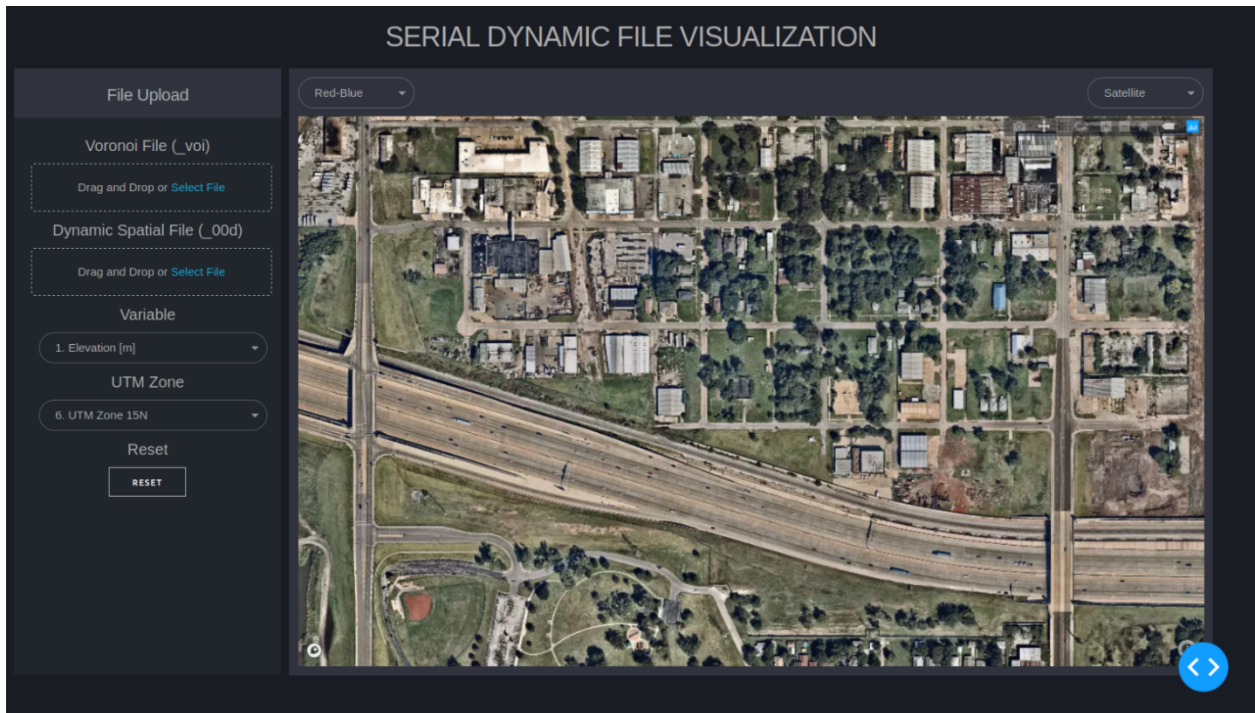 SERIAL DYNAMIC FILE VISUALIZATION
File Upload
Voronoi File (_voi)
Drag and Drop or Select File
Dynamic Spatial File (_00d)
Drag and Drop or Select File
Variable
1. Elevation [m]
UTM Zone
6. UTM Zone 15N
Reset
RESET
Red-Blue
Satellite